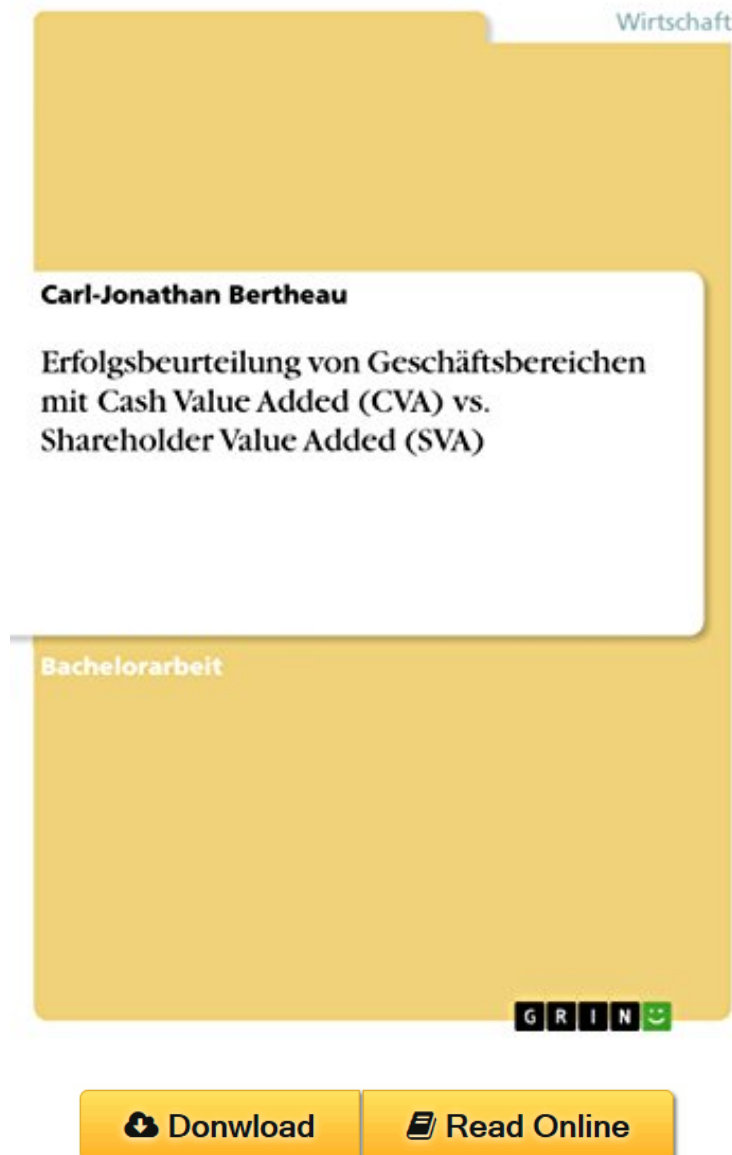 Wirtschaft
Carl-Jonathan Bertheau
Erfolgsbeurteilung von Geschäftsbereichen
mit Cash Value Added (CVA) vs.
Shareholder Value Added (SVA)
Bachelorarbeit
GRIN
Donwload
Read Online